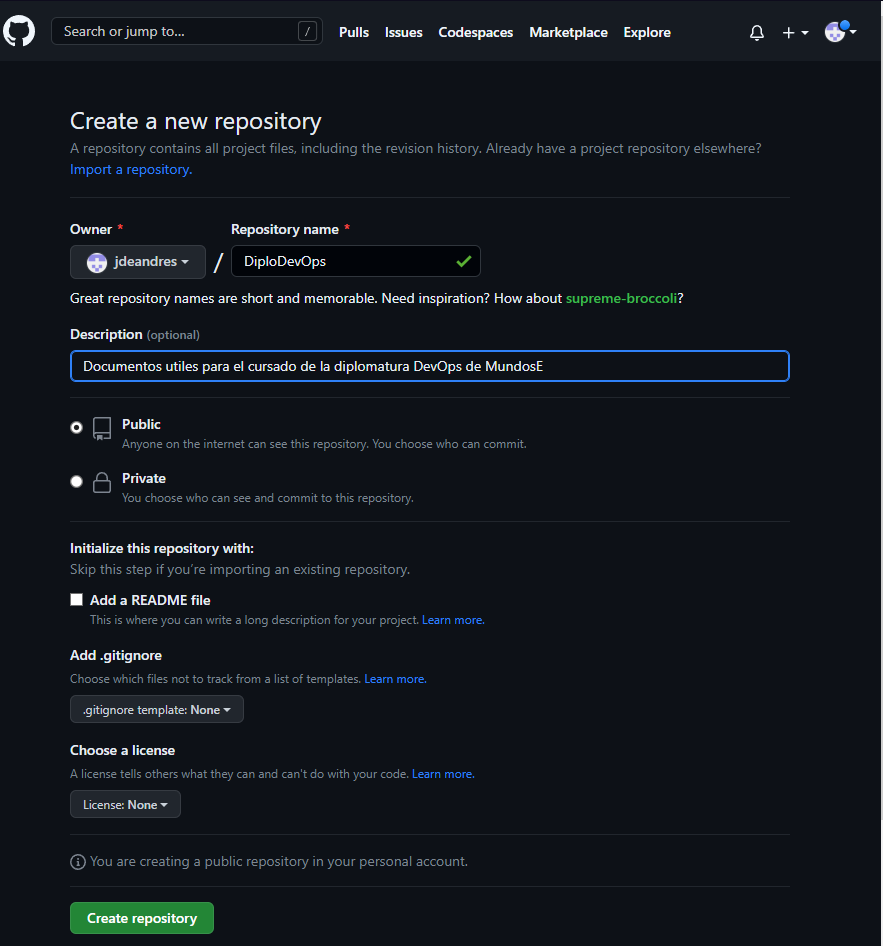 Search or jump to... /
Pulls Issues Codespaces Marketplace Explore
Create a new repository
A repository contains all project files, including the revision history. Already have a project repository elsewhere?
Import a repository.
Owner * Repository name *
jdeandres / DiploDevOps
Great repository names are short and memorable. Need inspiration? How about supreme-broccoli?
Description (optional)
Documentos utiles para el cursado de la diplomatura DevOps de MundosE
Public
Anyone on the internet can see this repository. You choose who can commit.
Private
You choose who can see and commit to this repository.
Initialize this repository with:
Skip this step if you're importing an existing repository.
Add a README file
This is where you can write a long description for your project. Learn more.
Add .gitignore
Choose which files not to track from a list of templates. Learn more.
.gitignore template: None
Choose a license
A license tells others what they can and can't do with your code. Learn more.
License: None
You are creating a public repository in your personal account.
Create repository